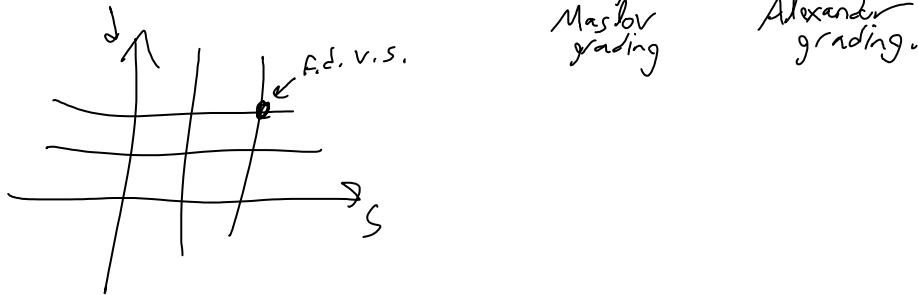 d
f.d. v.s.
s
Maslov
grading
Alexander
grading.